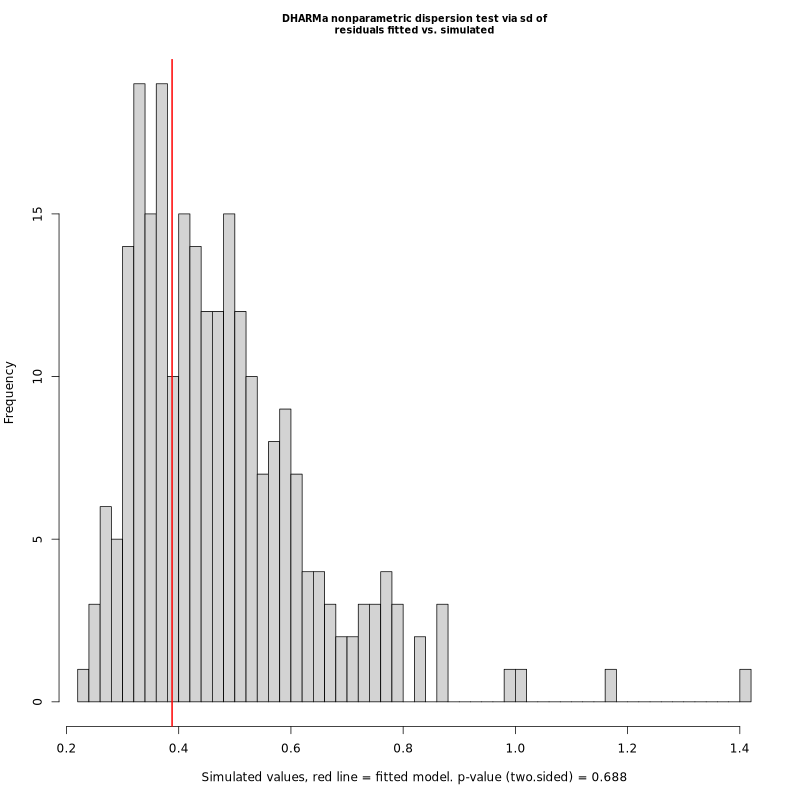 DHARMa nonparametric dispersion test via sd of
residuals fitted vs. simulated
Frequency
15
10
5
0
0.2 0.4 0.6 0.8 1.0 1.2 1.4
Simulated values, red line = fitted model. p-value (two.sided) = 0.688